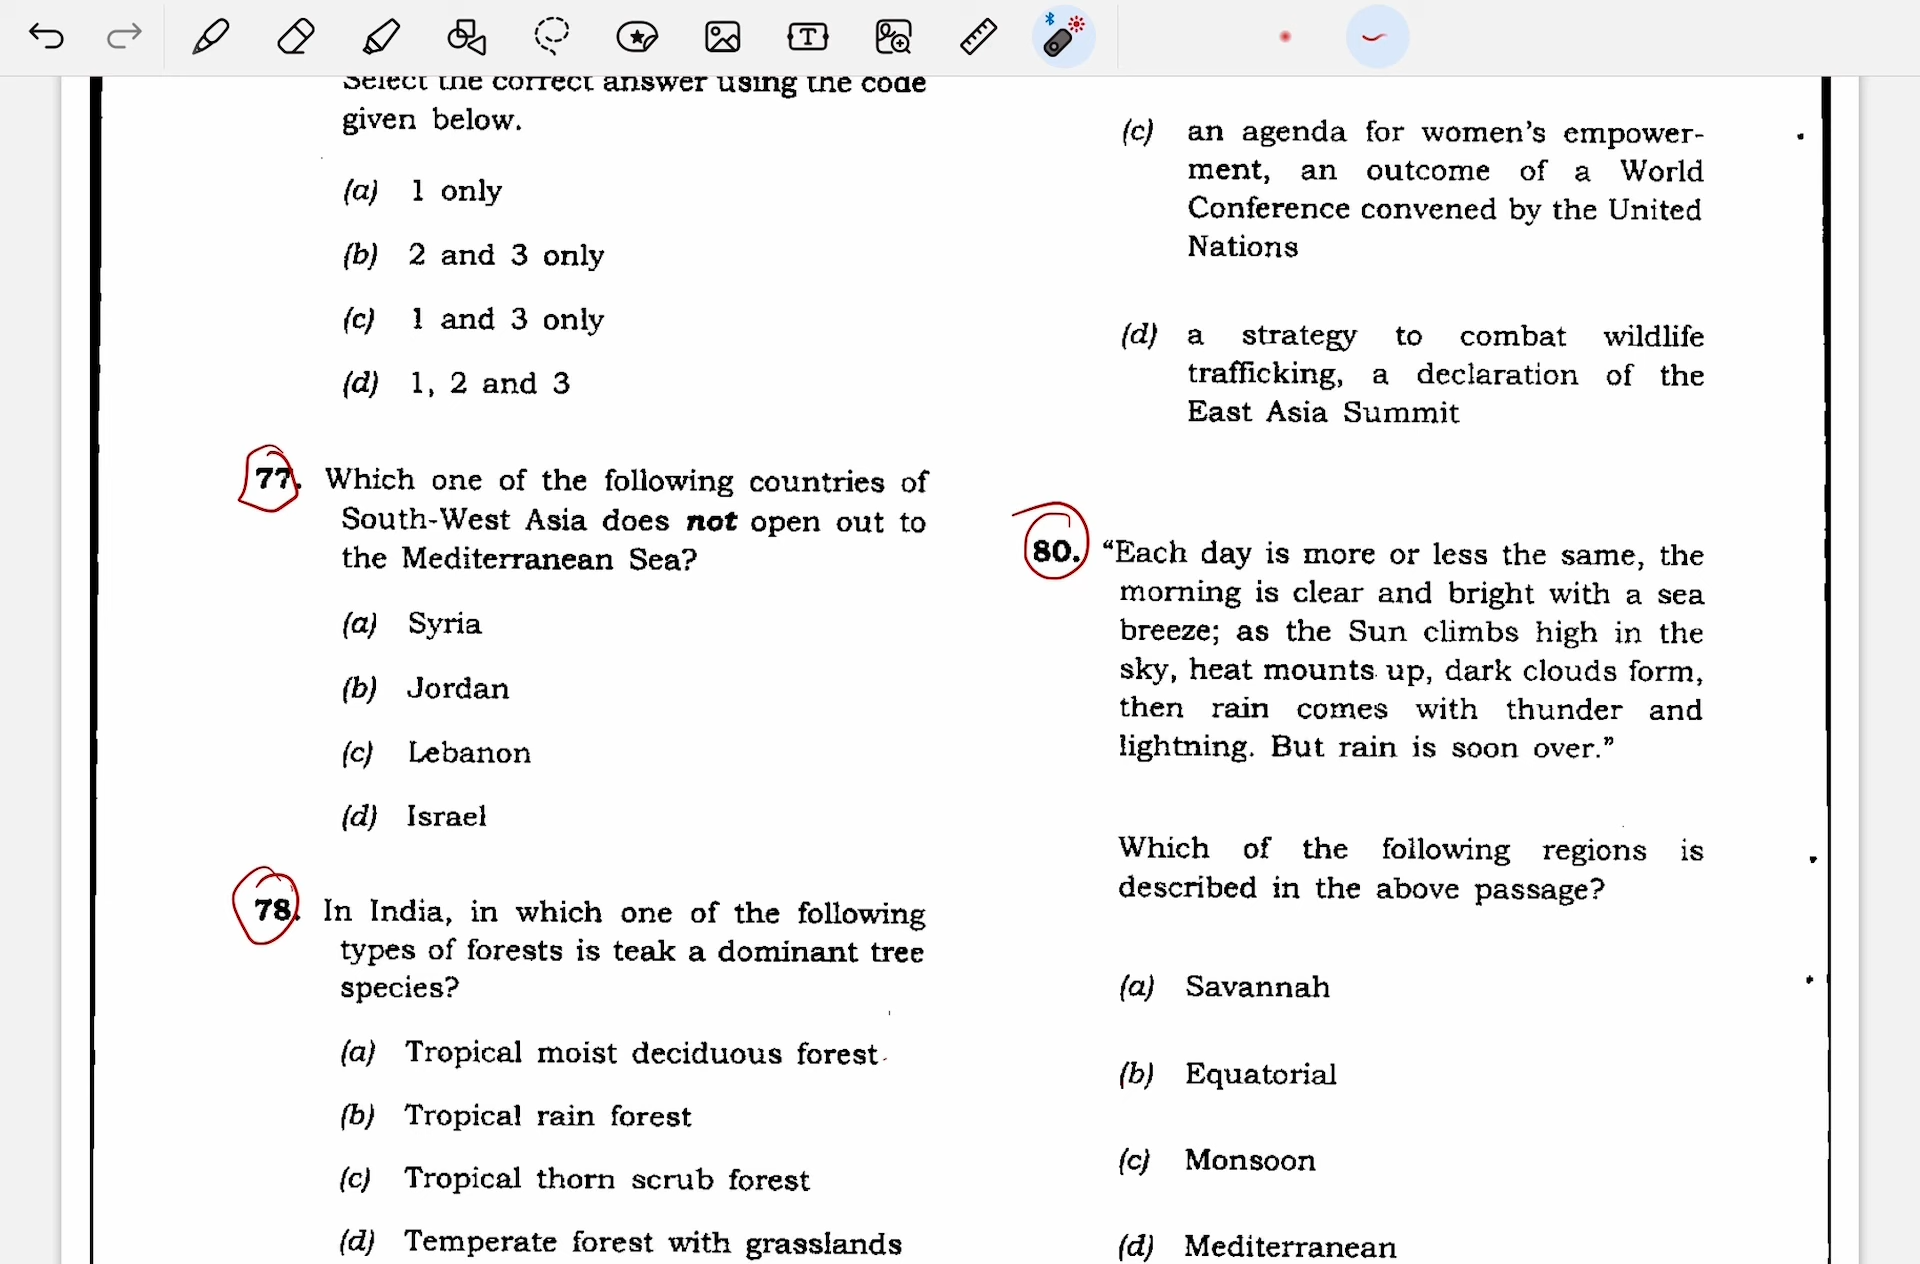 Select the correct answer using the code
given below.
(a) 1 only
(b) 2 and 3 only
(c) 1 and 3 only
(d) 1, 2 and 3
77. Which one of the following countries of
South-West Asia does not open out to
the Mediterranean Sea?
(a) Syria
(b) Jordan
(c) Lebanon
(d) Israel
78. In India, in which one of the following
types of forests is teak a dominant tree
species?
(a) Tropical moist deciduous forest
(b) Tropical rain forest
(c) Tropical thorn scrub forest
(d) Temperate forest with grasslands
(c) an agenda for women's empower-
ment, an outcome of a World
Conference convened by the United
Nations
(d) a strategy to combat wildlife
trafficking, a declaration of the
East Asia Summit
80. “Each day is more or less the same, the
morning is clear and bright with a sea
breeze; as the Sun climbs high in the
sky, heat mounts up, dark clouds form,
then rain comes with thunder and
lightning. But rain is soon over.”
Which of the following regions is
described in the above passage?
(a) Savannah
(b) Equatorial
(c) Monsoon
(d) Mediterranean